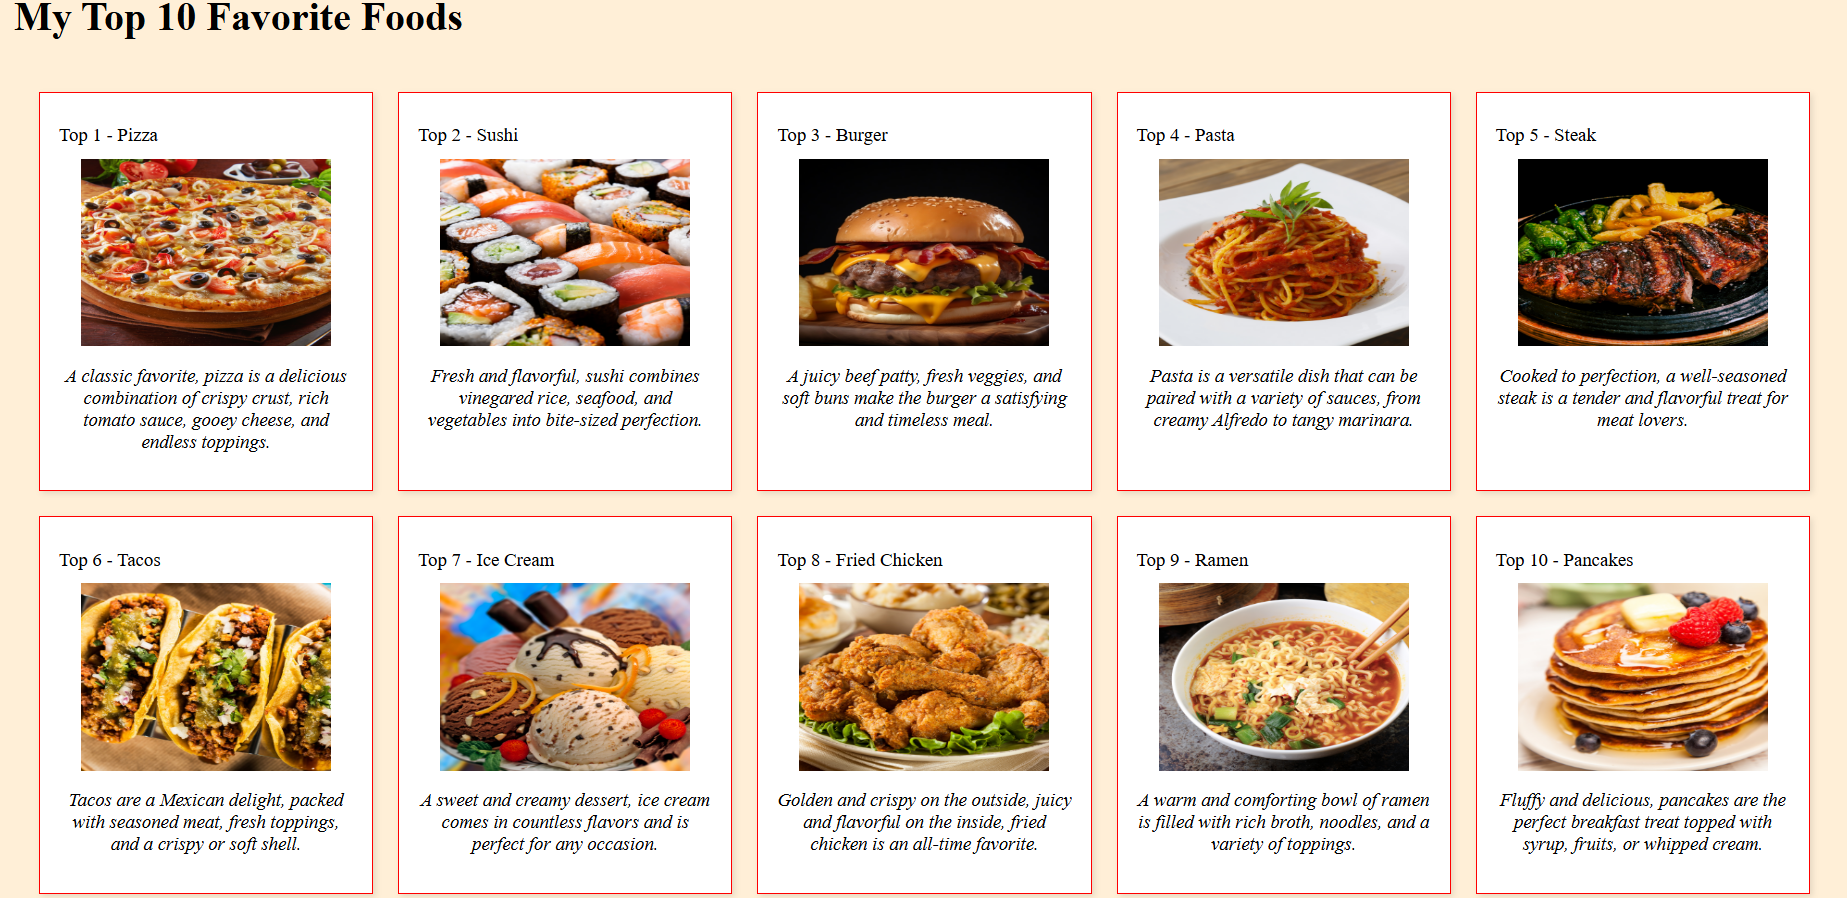 My Top 10 Favorite Foods
Top 1 - Pizza
A classic favorite, pizza is a delicious
combination of crispy crust, rich
tomato sauce, gooey cheese, and
endless toppings.
Top 2 - Sushi
Fresh and flavorful, sushi combines
vinegared rice, seafood, and
vegetables into bite-sized perfection.
Top 3 - Burger
A juicy beef patty, fresh veggies, and
soft buns make the burger a satisfying
and timeless meal.
Top 4 - Pasta
Pasta is a versatile dish that can be
paired with a variety of sauces, from
creamy Alfredo to tangy marinara.
Top 5 - Steak
Cooked to perfection, a well-seasoned
steak is a tender and flavorful treat for
meat lovers.
Top 6 - Tacos
Tacos are a Mexican delight, packed
with seasoned meat, fresh toppings,
and a crispy or soft shell.
Top 7 - Ice Cream
A sweet and creamy dessert, ice cream
comes in countless flavors and is
perfect for any occasion.
Top 8 - Fried Chicken
Golden and crispy on the outside, juicy
and flavorful on the inside, fried
chicken is an all-time favorite.
Top 9 - Ramen
A warm and comforting bowl of ramen
is filled with rich broth, noodles, and a
variety of toppings.
Top 10 - Pancakes
Fluffy and delicious, pancakes are the
perfect breakfast treat topped with
syrup, fruits, or whipped cream.